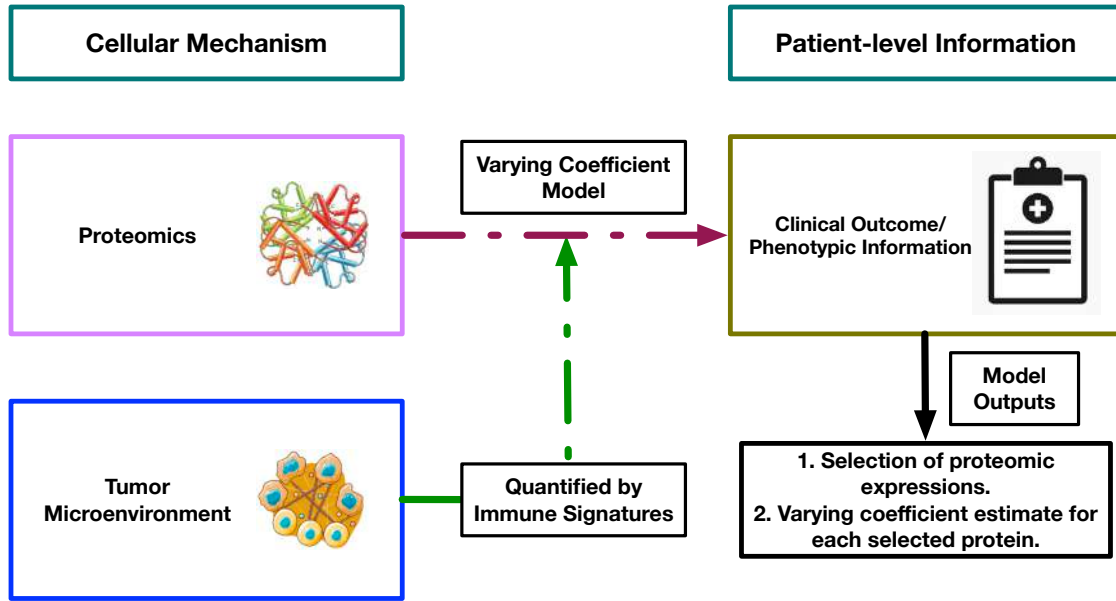 Cellular Mechanism
Patient-level Information
Proteomics
Varying Coefficient
Model
Clinical Outcome/
Phenotypic Information
Tumor
Microenvironment
Quantified by
Immune Signatures
Model
Outputs
1. Selection of proteomic
expressions.
2. Varying coefficient estimate for
each selected protein.